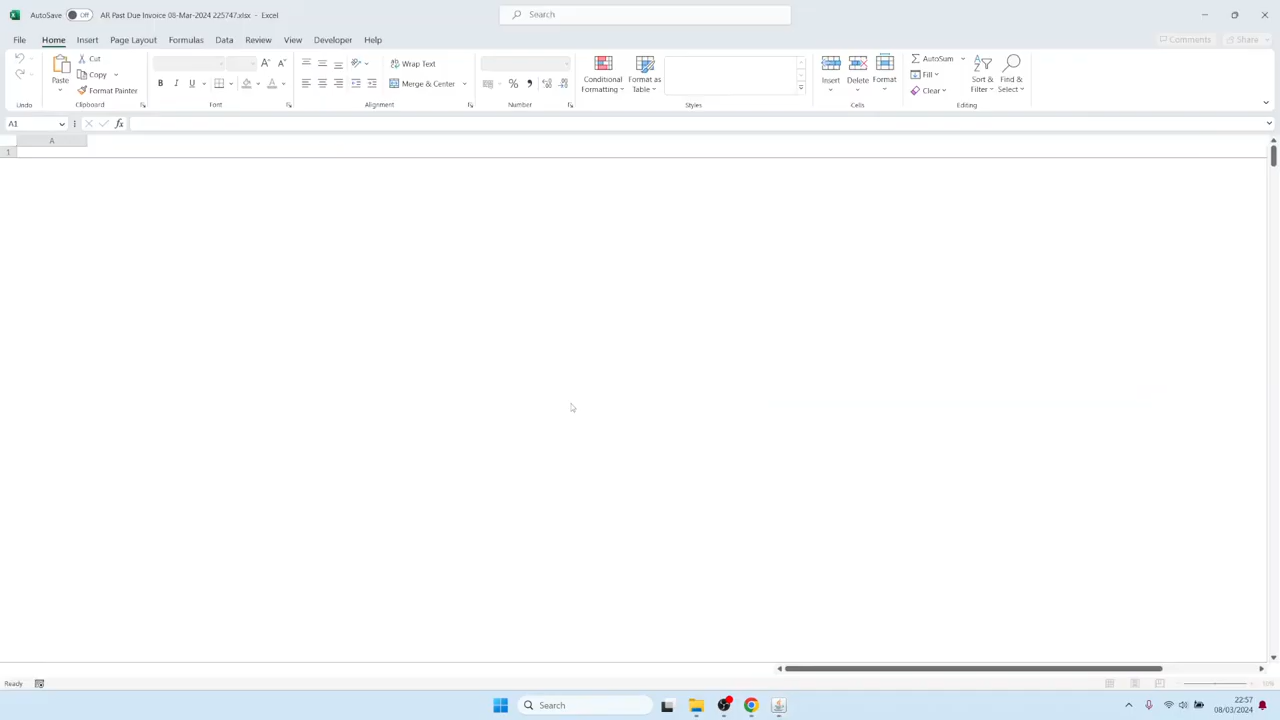 AutoSave Off AR Past Due Invoice 08-Mar-2024 225747.xlsx - Excel Search
File Home Insert Page Layout Formulas Data Review View Developer Help Comments Share
Paste Cut Copy Format Painter
Wrap Text
Merge & Center
Conditional Formatting
Format as Table
Insert Delete Format
AutoSum
Fill
Clear
Sort & Filter
Find & Select
Undo Clipboard Font Alignment Number Styles Cells Editing
A1 fx
A
1
Ready
Search
22:57
08/03/2024